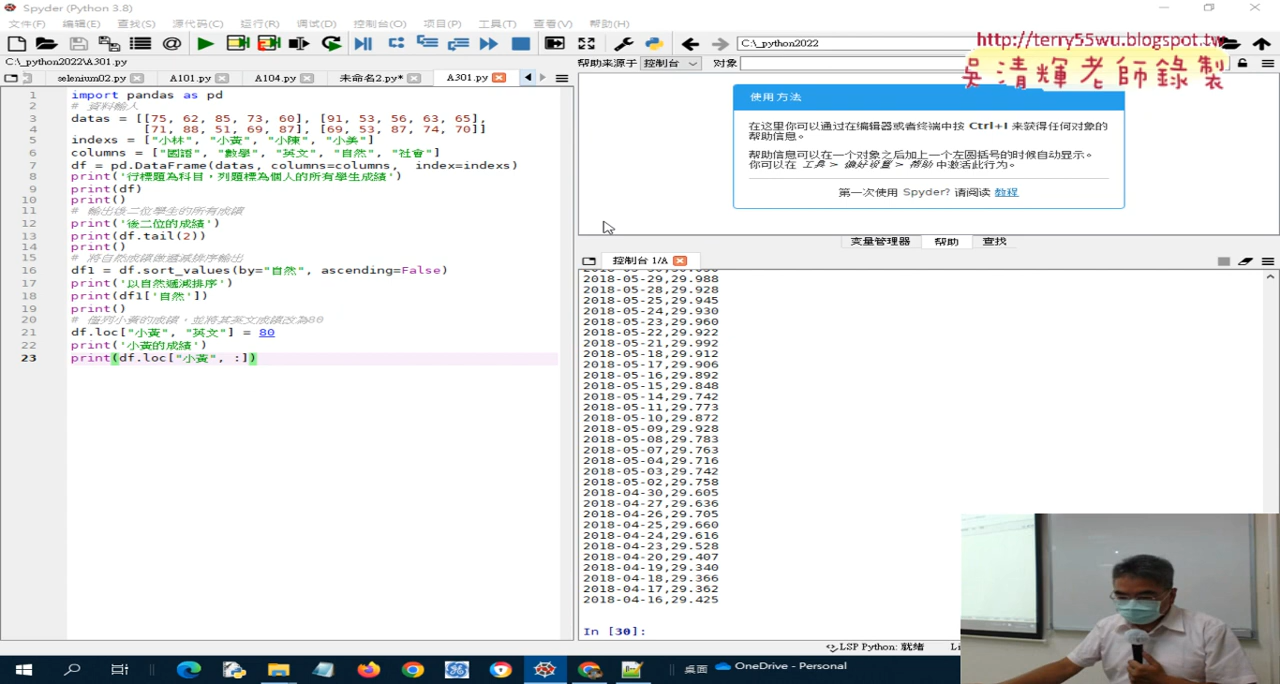 Spyder (Python 3.8)
文件(F) 编辑(E) 查找(S) 源代码(C) 运行(R) 调试(D) 控制台(O) 项目(P) 工具(T) 查看(V) 帮助(H)
C:\_python2022
http://terry55wu.blogspot.tw
吳清輝老師錄製
C:\_python2022\A301.py
selenium02.py A101.py A104.py 未命名2.py* A301.py
帮助来源于 控制台 对象
1 import pandas as pd
2 # 資料輸入
3 datas = [[75, 62, 85, 73, 60], [91, 53, 56, 63, 65],
4 [71, 88, 51, 69, 87], [69, 53, 87, 74, 70]]
5 indexs = ["小林", "小黃", "小陳", "小美"]
6 columns = ["國語", "數學", "英文", "自然", "社會"]
7 df = pd.DataFrame(datas, columns=columns, index=indexs)
8 print('行標題為科目，列題標為個人的所有學生成績')
9 print(df)
10 print()
11 # 輸出後二位學生的所有成績
12 print('後二位的成績')
13 print(df.tail(2))
14 print()
15 # 將自然成績做遞減排序輸出
16 df1 = df.sort_values(by="自然", ascending=False)
17 print('以自然遞減排序')
18 print(df1['自然'])
19 print()
20 # 僅列小黃的成績，並將其英文成績改為80
21 df.loc["小黃", "英文"] = 80
22 print('小黃的成績')
23 print(df.loc["小黃", :])
使用方法
在这里你可以通过在编辑器或者终端中按 Ctrl+I 来获得任何对象的
帮助信息。
帮助信息可以在一个对象之后加上一个左圆括号的时候自动显示。
你可以在 工具 > 偏好设置 > 帮助 中激活此行为。
第一次使用 Spyder? 请阅读 教程
变量管理器 帮助 查找
控制台 1/A
2018-05-29,29.988
2018-05-28,29.928
2018-05-25,29.945
2018-05-24,29.930
2018-05-23,29.960
2018-05-22,29.922
2018-05-21,29.992
2018-05-18,29.912
2018-05-17,29.906
2018-05-16,29.892
2018-05-15,29.848
2018-05-14,29.742
2018-05-11,29.773
2018-05-10,29.872
2018-05-09,29.928
2018-05-08,29.783
2018-05-07,29.763
2018-05-04,29.716
2018-05-03,29.742
2018-05-02,29.758
2018-04-30,29.605
2018-04-27,29.636
2018-04-26,29.705
2018-04-25,29.660
2018-04-24,29.616
2018-04-23,29.528
2018-04-20,29.407
2018-04-19,29.340
2018-04-18,29.366
2018-04-17,29.362
2018-04-16,29.425
In [30]:
LSP Python: 就绪
桌面 OneDrive - Personal